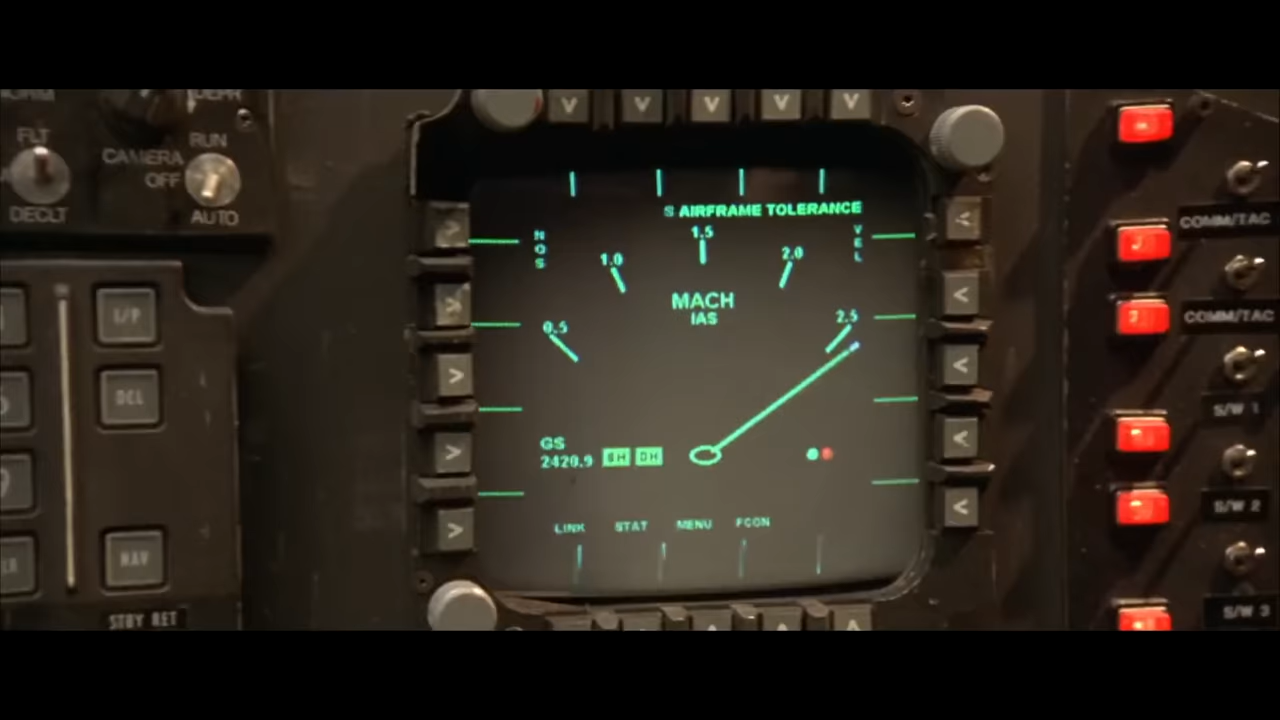 FLT
DECLT
RUN
CAMERA
OFF
AUTO
I/P
DCL
NAV
STBY RET
V V V V V
S AIRFRAME TOLERANCE
NOS
VEL
0.5
1.0
1.5
2.0
2.5
MACH
IAS
GS
2420.9
DH
LINK STAT MENU FCON
> > > > >
< < < <
COMM/TAC
COMM/TAC
S/W 1
S/W 2
S/W 3